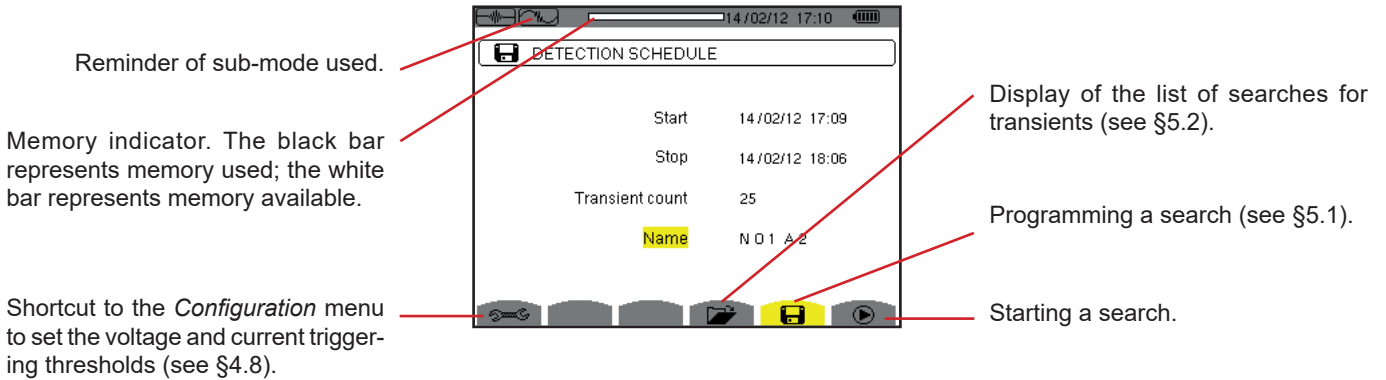 14/02/12 17:10
DETECTION SCHEDULE
Start 14/02/12 17:09
Stop 14/02/12 18:06
Transient count 25
Name N O 1 A 2
Reminder of sub-mode used.
Memory indicator. The black bar
represents memory used; the white
bar represents memory available.
Shortcut to the Configuration menu
to set the voltage and current trigger-
ing thresholds (see §4.8).
Display of the list of searches for
transients (see §5.2).
Programming a search (see §5.1).
Starting a search.